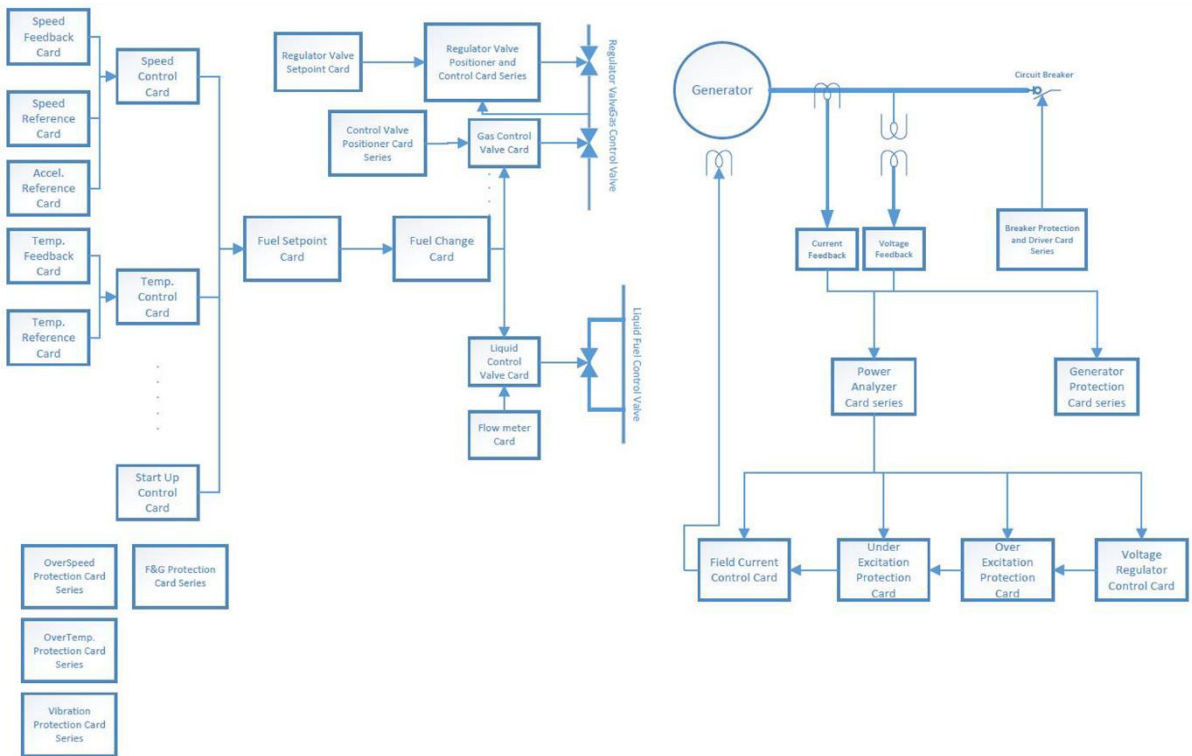 Speed
Feedback
Card
Speed
Control
Card
Speed
Reference
Card
Accel.
Reference
Card
Temp.
Feedback
Card
Temp.
Control
Card
Temp.
Reference
Card
Start Up
Control
Card
Fuel Setpoint
Card
Fuel Change
Card
Regulator Valve
Setpoint Card
Regulator Valve
Positioner and
Control Card Series
Regulator Valve
Control Valve
Positioner Card
Series
Gas Control
Valve Card
Gas Control Valve
Liquid
Control
Valve Card
Flow meter
Card
Liquid Fuel Control Valve
OverSpeed
Protection Card
Series
F&G Protection
Card Series
OverTemp.
Protection Card
Series
Vibration
Protection Card
Series
Generator
Circuit Breaker
Current
Feedback
Voltage
Feedback
Breaker Protection
and Driver Card
Series
Power
Analyzer
Card series
Generator
Protection
Card series
Field Current
Control Card
Under
Excitation
Protection
Card
Over
Excitation
Protection
Card
Voltage
Regulator
Control Card